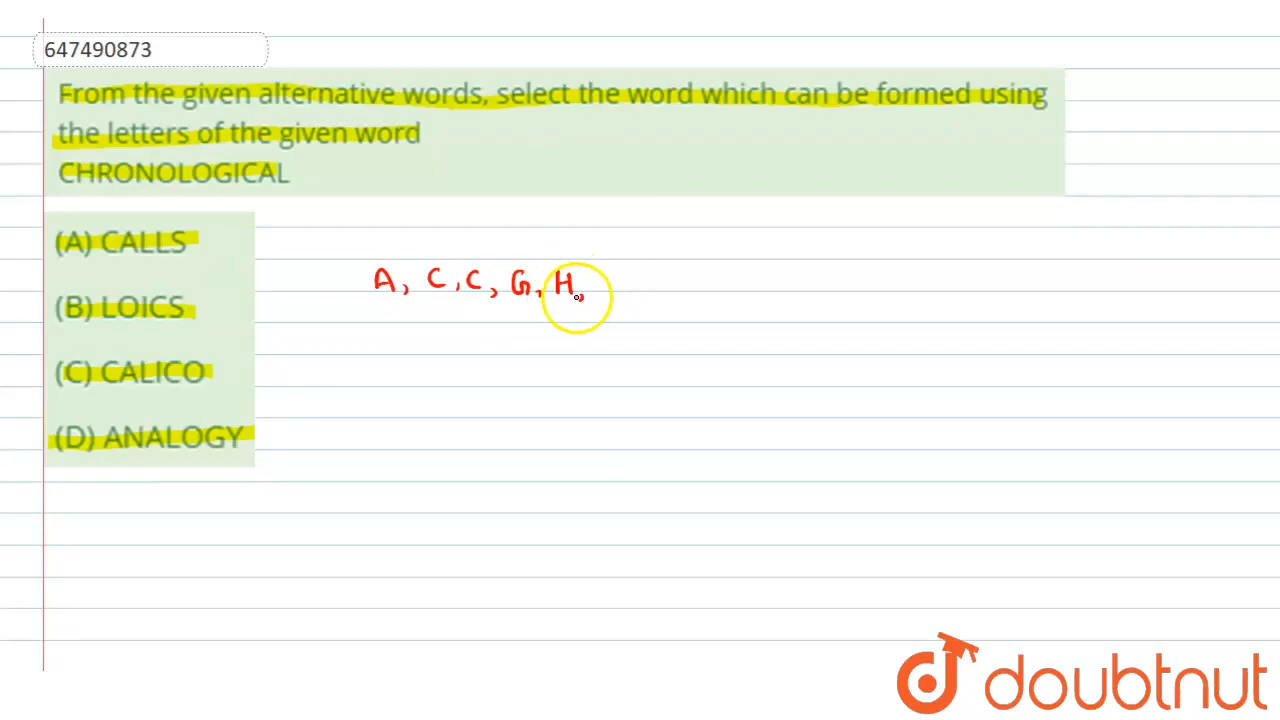 647490873
From the given alternative words, select the word which can be formed using
the letters of the given word
CHRONOLOGICAL
(A) CALLS
(B) LOICS
(C) CALICO
(D) ANALOGY
A, C, C, G, H,
doubtnut